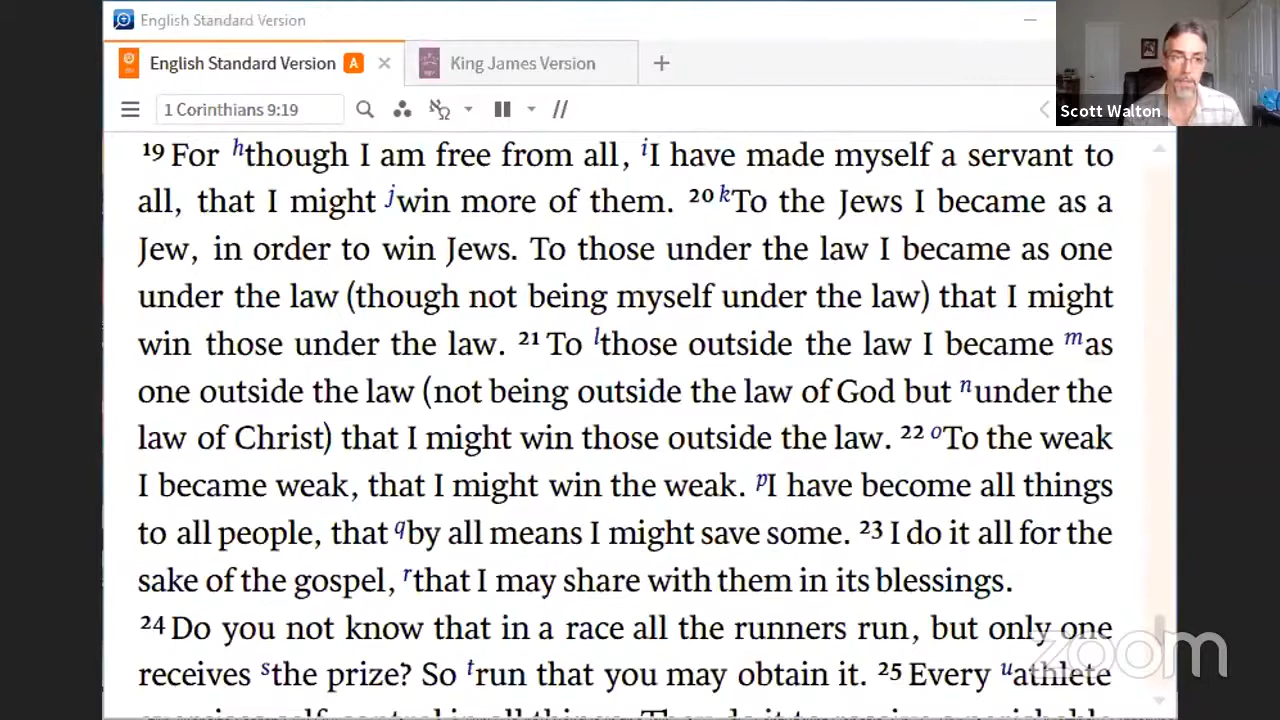 English Standard Version
English Standard Version A
King James Version
1 Corinthians 9:19
Scott Walton
19 For h though I am free from all, i I have made myself a servant to
all, that I might j win more of them. 20 k To the Jews I became as a
Jew, in order to win Jews. To those under the law I became as one
under the law (though not being myself under the law) that I might
win those under the law. 21 To l those outside the law I became m as
one outside the law (not being outside the law of God but n under the
law of Christ) that I might win those outside the law. 22 o To the weak
I became weak, that I might win the weak. p I have become all things
to all people, that q by all means I might save some. 23 I do it all for the
sake of the gospel, r that I may share with them in its blessings.
24 Do you not know that in a race all the runners run, but only one
receives s the prize? So t run that you may obtain it. 25 Every u athlete
zoom